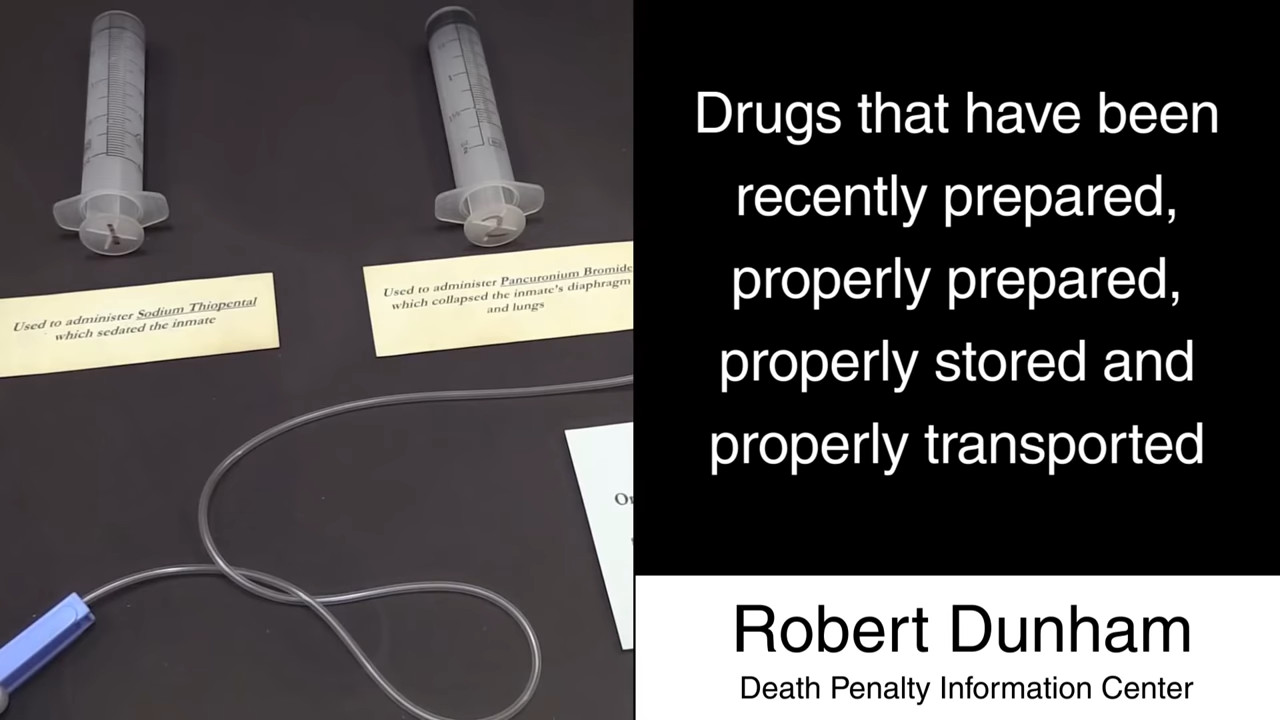 Used to administer Sodium Thiopental
which sedated the inmate
Used to administer Pancuronium Bromide
which collapsed the inmate's diaphragm
and lungs
Drugs that have been
recently prepared,
properly prepared,
properly stored and
properly transported
Robert Dunham
Death Penalty Information Center